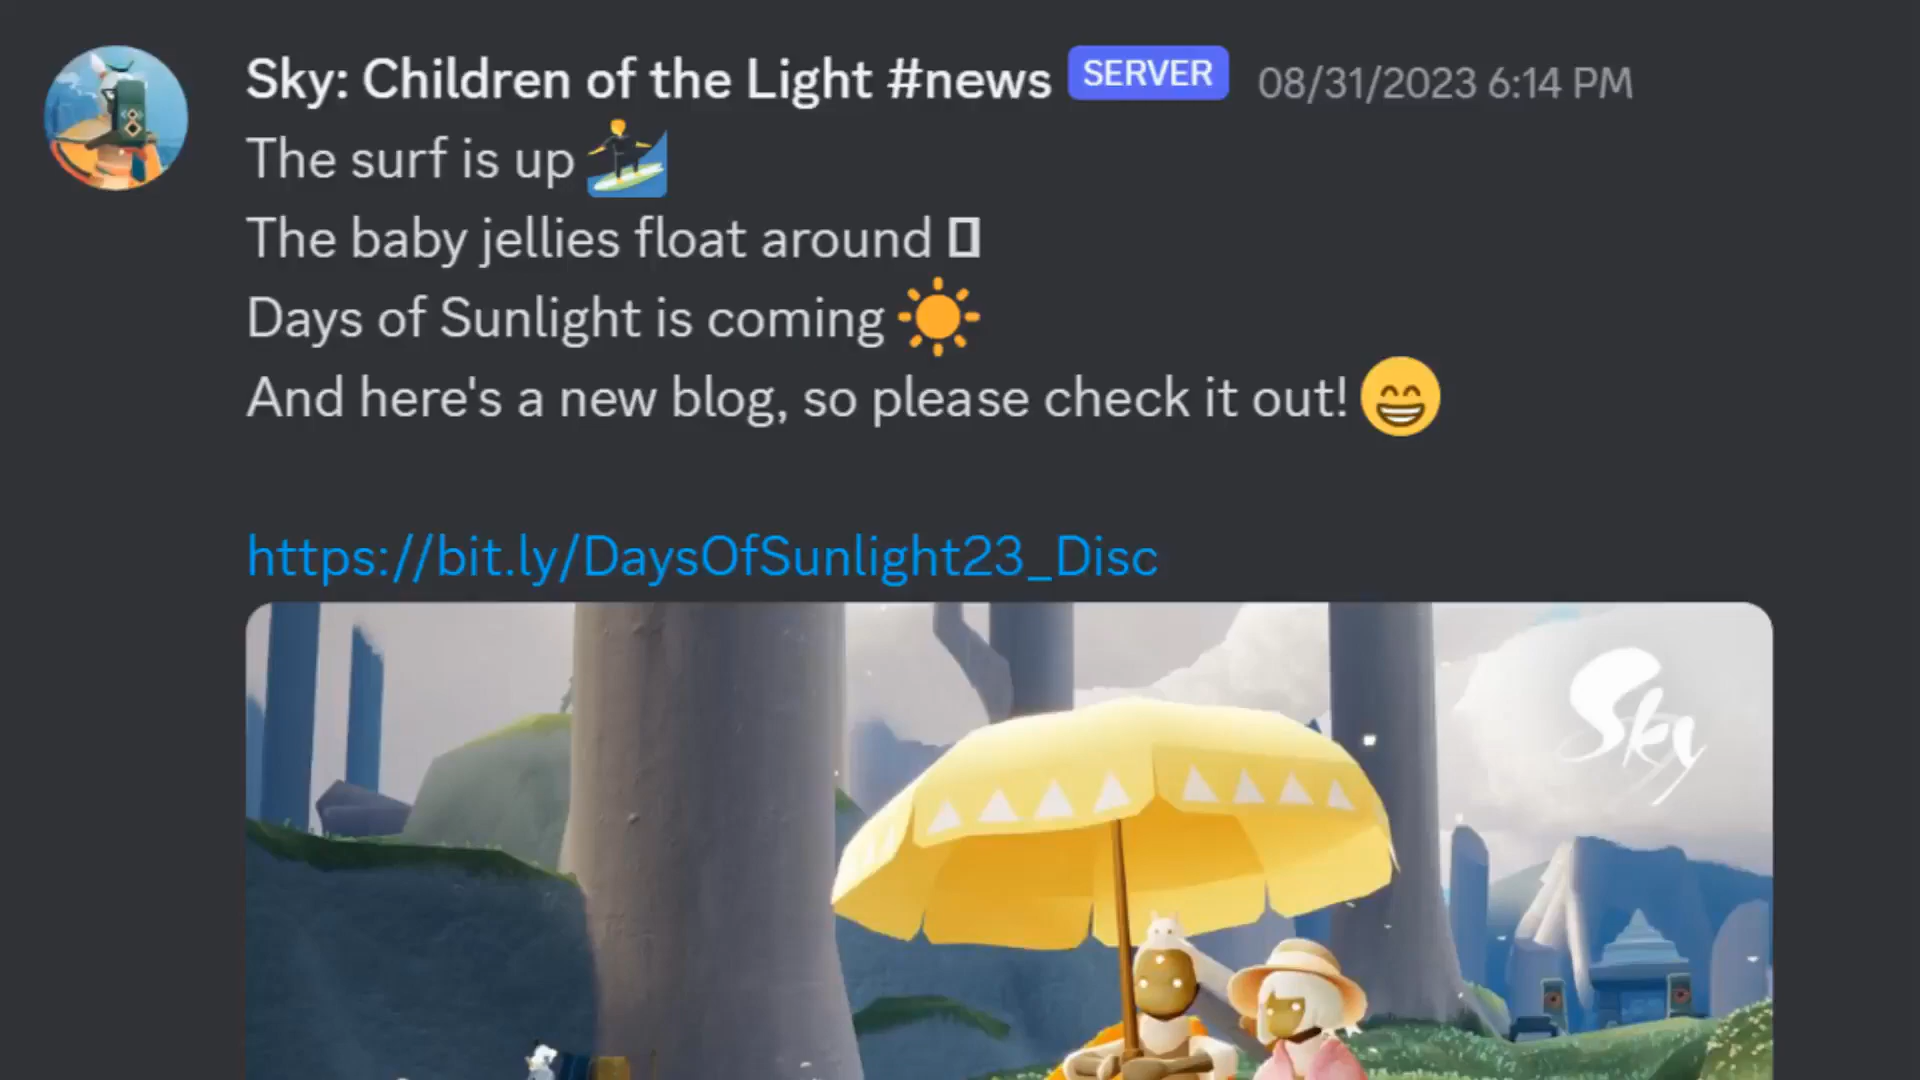 Sky: Children of the Light #news SERVER 08/31/2023 6:14 PM
The surf is up 🏄
The baby jellies float around ▯
Days of Sunlight is coming ☀️
And here's a new blog, so please check it out! 😁
https://bit.ly/DaysOfSunlight23_Disc
Sky